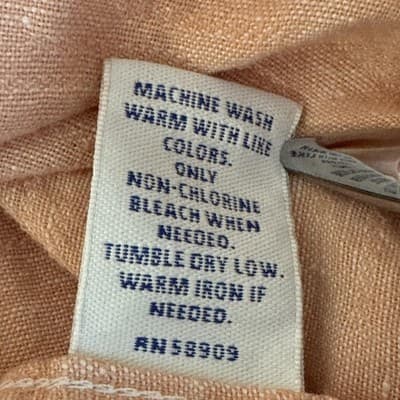 MACHINE WASH
WARM WITH LIKE
COLORS.
ONLY
NON-CHLORINE
BLEACH WHEN
NEEDED.
TUMBLE DRY LOW.
WARM IRON IF
NEEDED.
RN58909